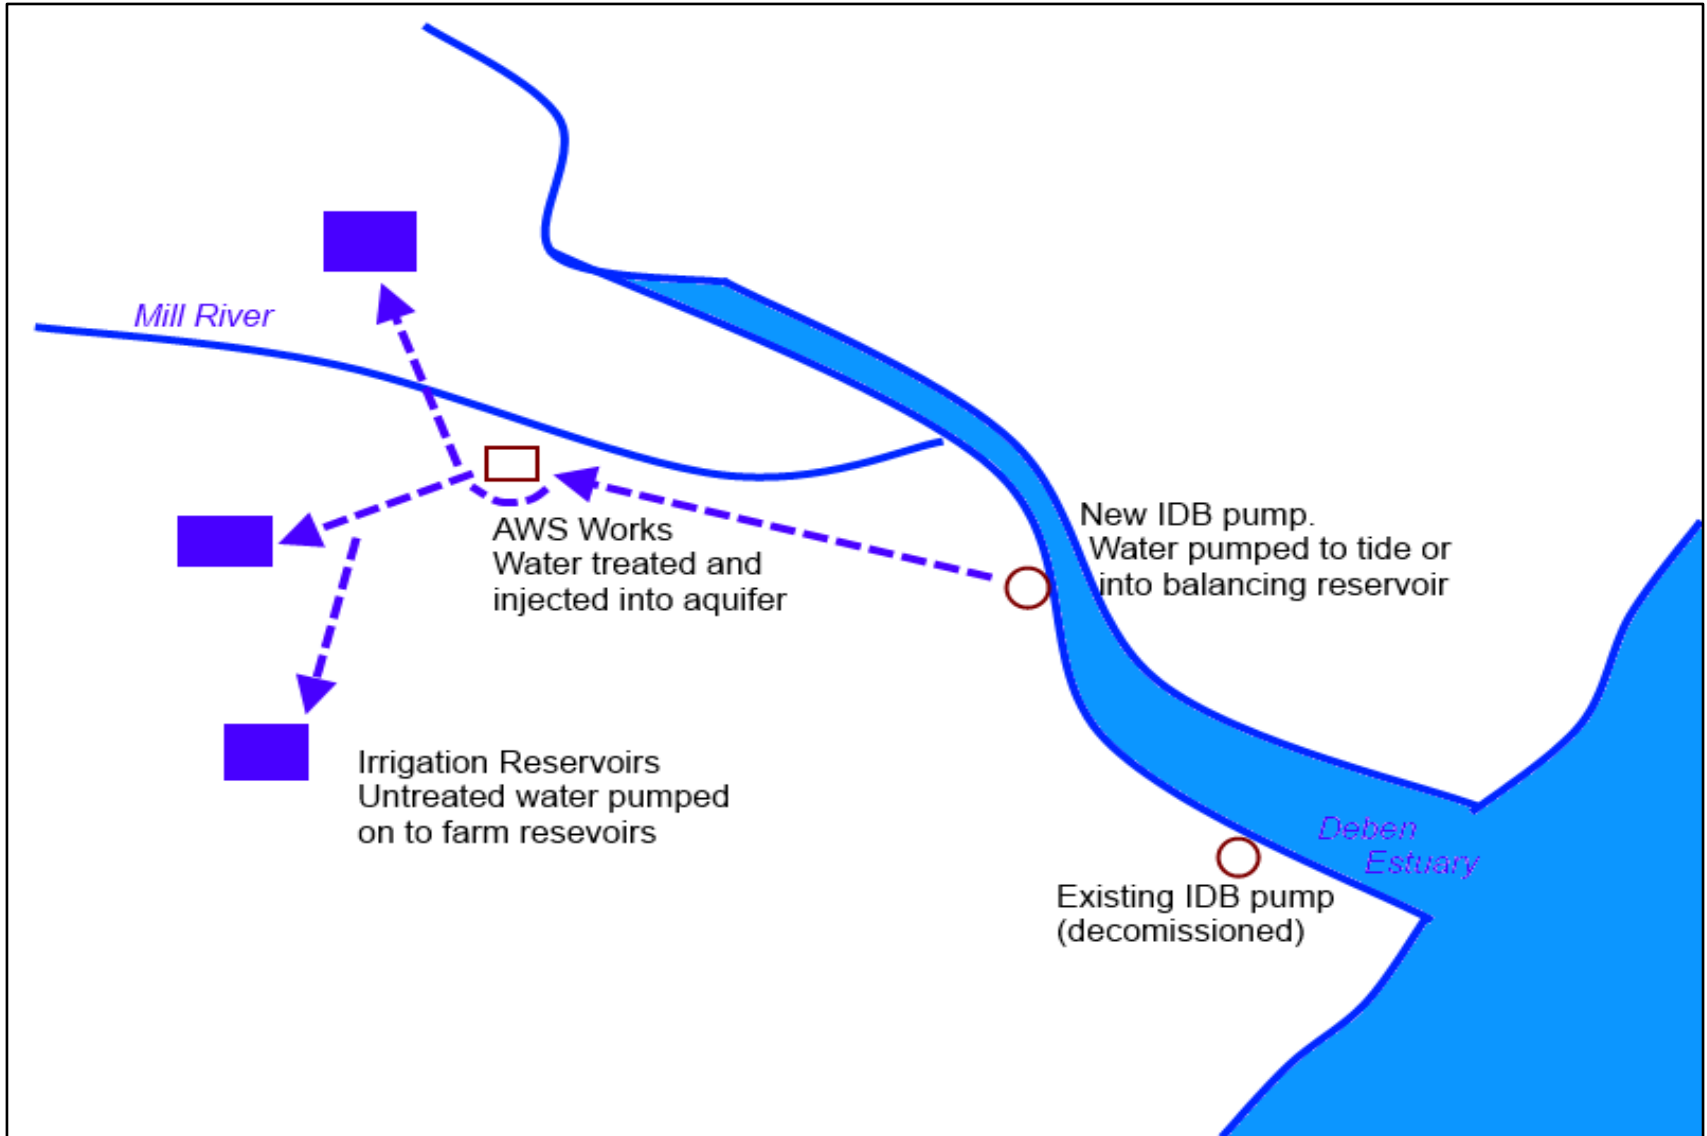 Mill River
AWS Works
Water treated and
injected into aquifer
New IDB pump.
Water pumped to tide or
into balancing reservoir
Irrigation Reservoirs
Untreated water pumped
on to farm resevoirs
Deben
Estuary
Existing IDB pump
(decomissioned)